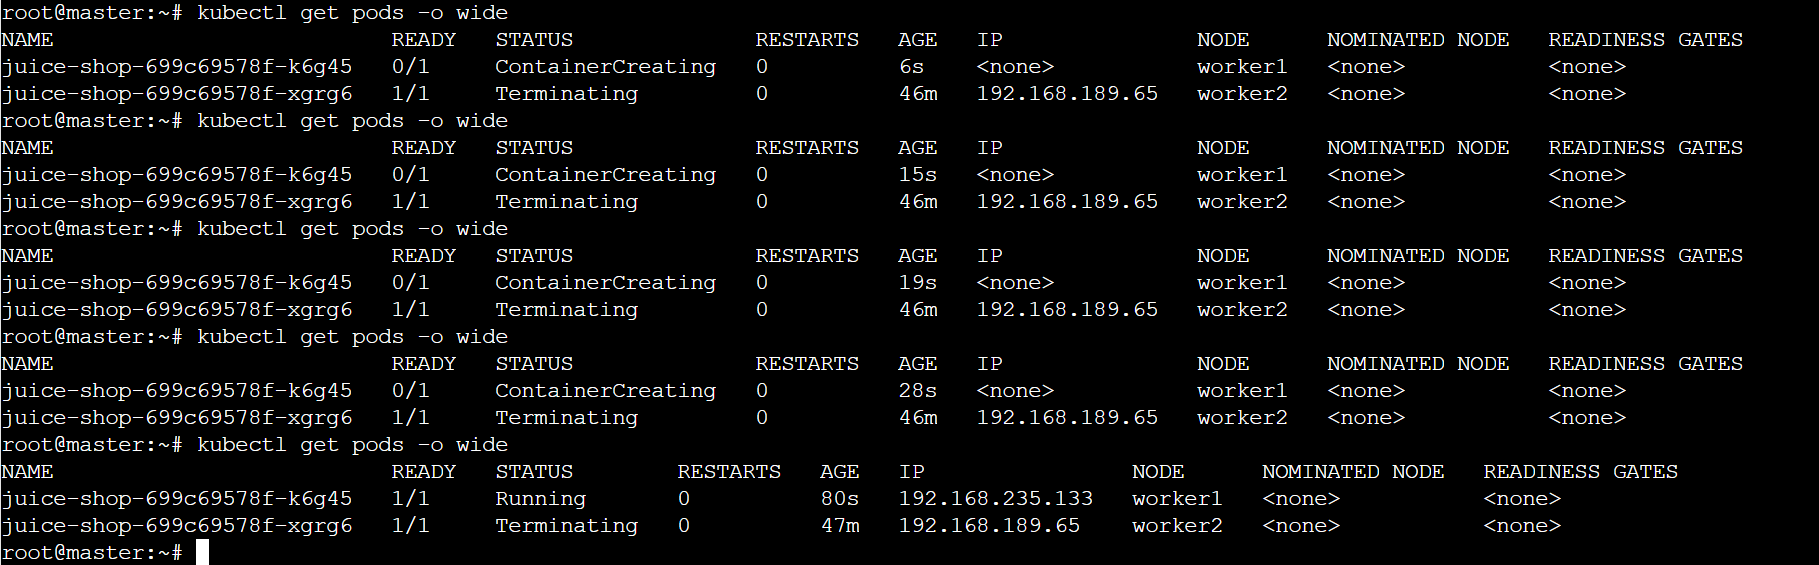 root@master:~# kubectl get pods -o wide
NAME                          READY   STATUS              RESTARTS   AGE   IP               NODE      NOMINATED NODE   READINESS GATES
juice-shop-699c69578f-k6g45   0/1     ContainerCreating   0          6s    <none>           worker1   <none>           <none>
juice-shop-699c69578f-xgrg6   1/1     Terminating         0          46m   192.168.189.65   worker2   <none>           <none>
root@master:~# kubectl get pods -o wide
NAME                          READY   STATUS              RESTARTS   AGE   IP               NODE      NOMINATED NODE   READINESS GATES
juice-shop-699c69578f-k6g45   0/1     ContainerCreating   0          15s   <none>           worker1   <none>           <none>
juice-shop-699c69578f-xgrg6   1/1     Terminating         0          46m   192.168.189.65   worker2   <none>           <none>
root@master:~# kubectl get pods -o wide
NAME                          READY   STATUS              RESTARTS   AGE   IP               NODE      NOMINATED NODE   READINESS GATES
juice-shop-699c69578f-k6g45   0/1     ContainerCreating   0          19s   <none>           worker1   <none>           <none>
juice-shop-699c69578f-xgrg6   1/1     Terminating         0          46m   192.168.189.65   worker2   <none>           <none>
root@master:~# kubectl get pods -o wide
NAME                          READY   STATUS              RESTARTS   AGE   IP               NODE      NOMINATED NODE   READINESS GATES
juice-shop-699c69578f-k6g45   0/1     ContainerCreating   0          28s   <none>           worker1   <none>           <none>
juice-shop-699c69578f-xgrg6   1/1     Terminating         0          46m   192.168.189.65   worker2   <none>           <none>
root@master:~# kubectl get pods -o wide
NAME                          READY   STATUS        RESTARTS   AGE   IP                NODE      NOMINATED NODE   READINESS GATES
juice-shop-699c69578f-k6g45   1/1     Running       0          80s   192.168.235.133   worker1   <none>           <none>
juice-shop-699c69578f-xgrg6   1/1     Terminating   0          47m   192.168.189.65    worker2   <none>           <none>
root@master:~#